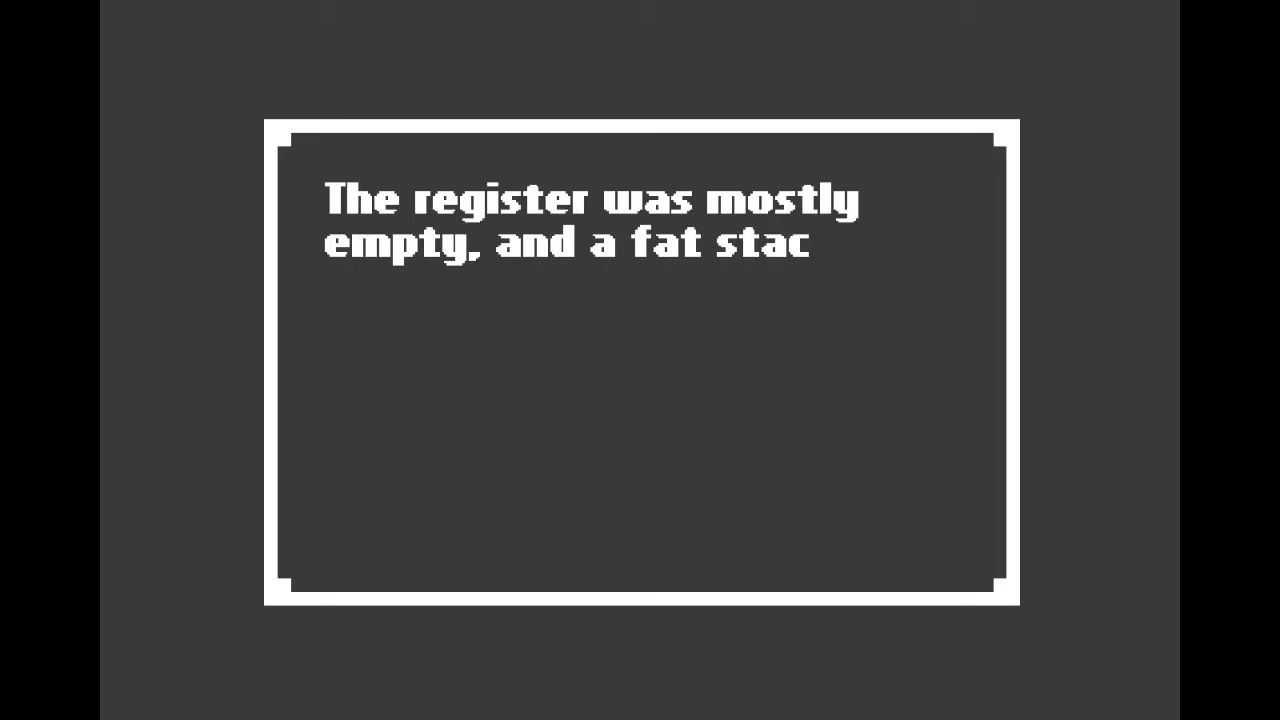 The register was mostly
empty, and a fat stac